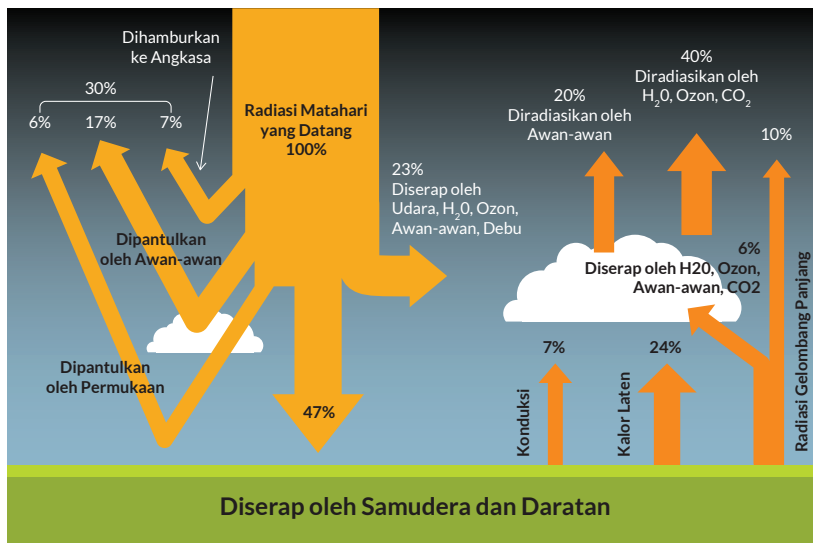 Dihamburkan
ke Angkasa
30%
6%
17%
7%
Radiasi Matahari
yang Datang
100%
23%
Diserap oleh
Udara, H₂0, Ozon,
Awan-awan, Debu
Dipantulkan
oleh Awan-awan
Dipantulkan
oleh Permukaan
47%
20%
Diradiasikan oleh
Awan-awan
40%
Diradiasikan oleh
H₂0, Ozon, CO₂
10%
6%
Diserap oleh H20, Ozon,
Awan-awan, CO2
7%
24%
Konduksi
Kalor Laten
Radiasi Gelombang Panjang
Diserap oleh Samudera dan Daratan